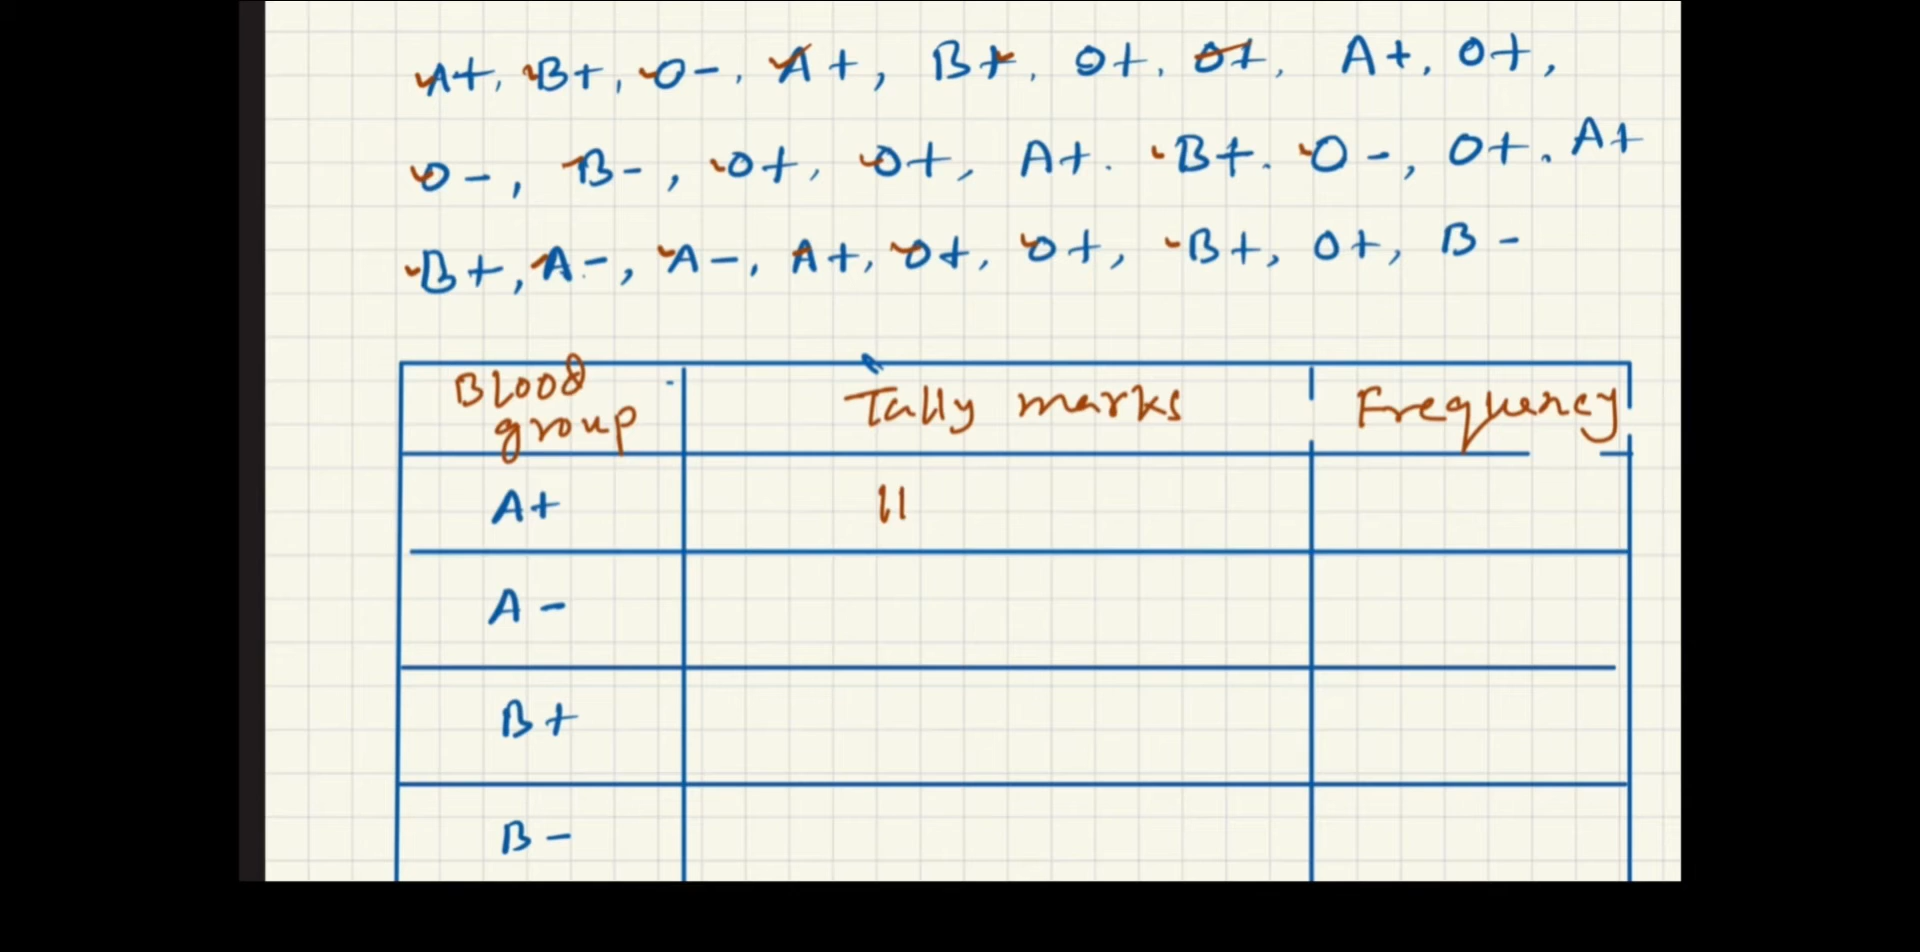 A+, B+, O-, A+, B+, O+, O+, A+, O+,
O-, B-, O+, O+, A+. B+. O-, O+. A+
B+, A-, A-, A+, O+, O+, B+, O+, B-
Blood group Tally marks Frequency
A+ ||
A-
B+
B-